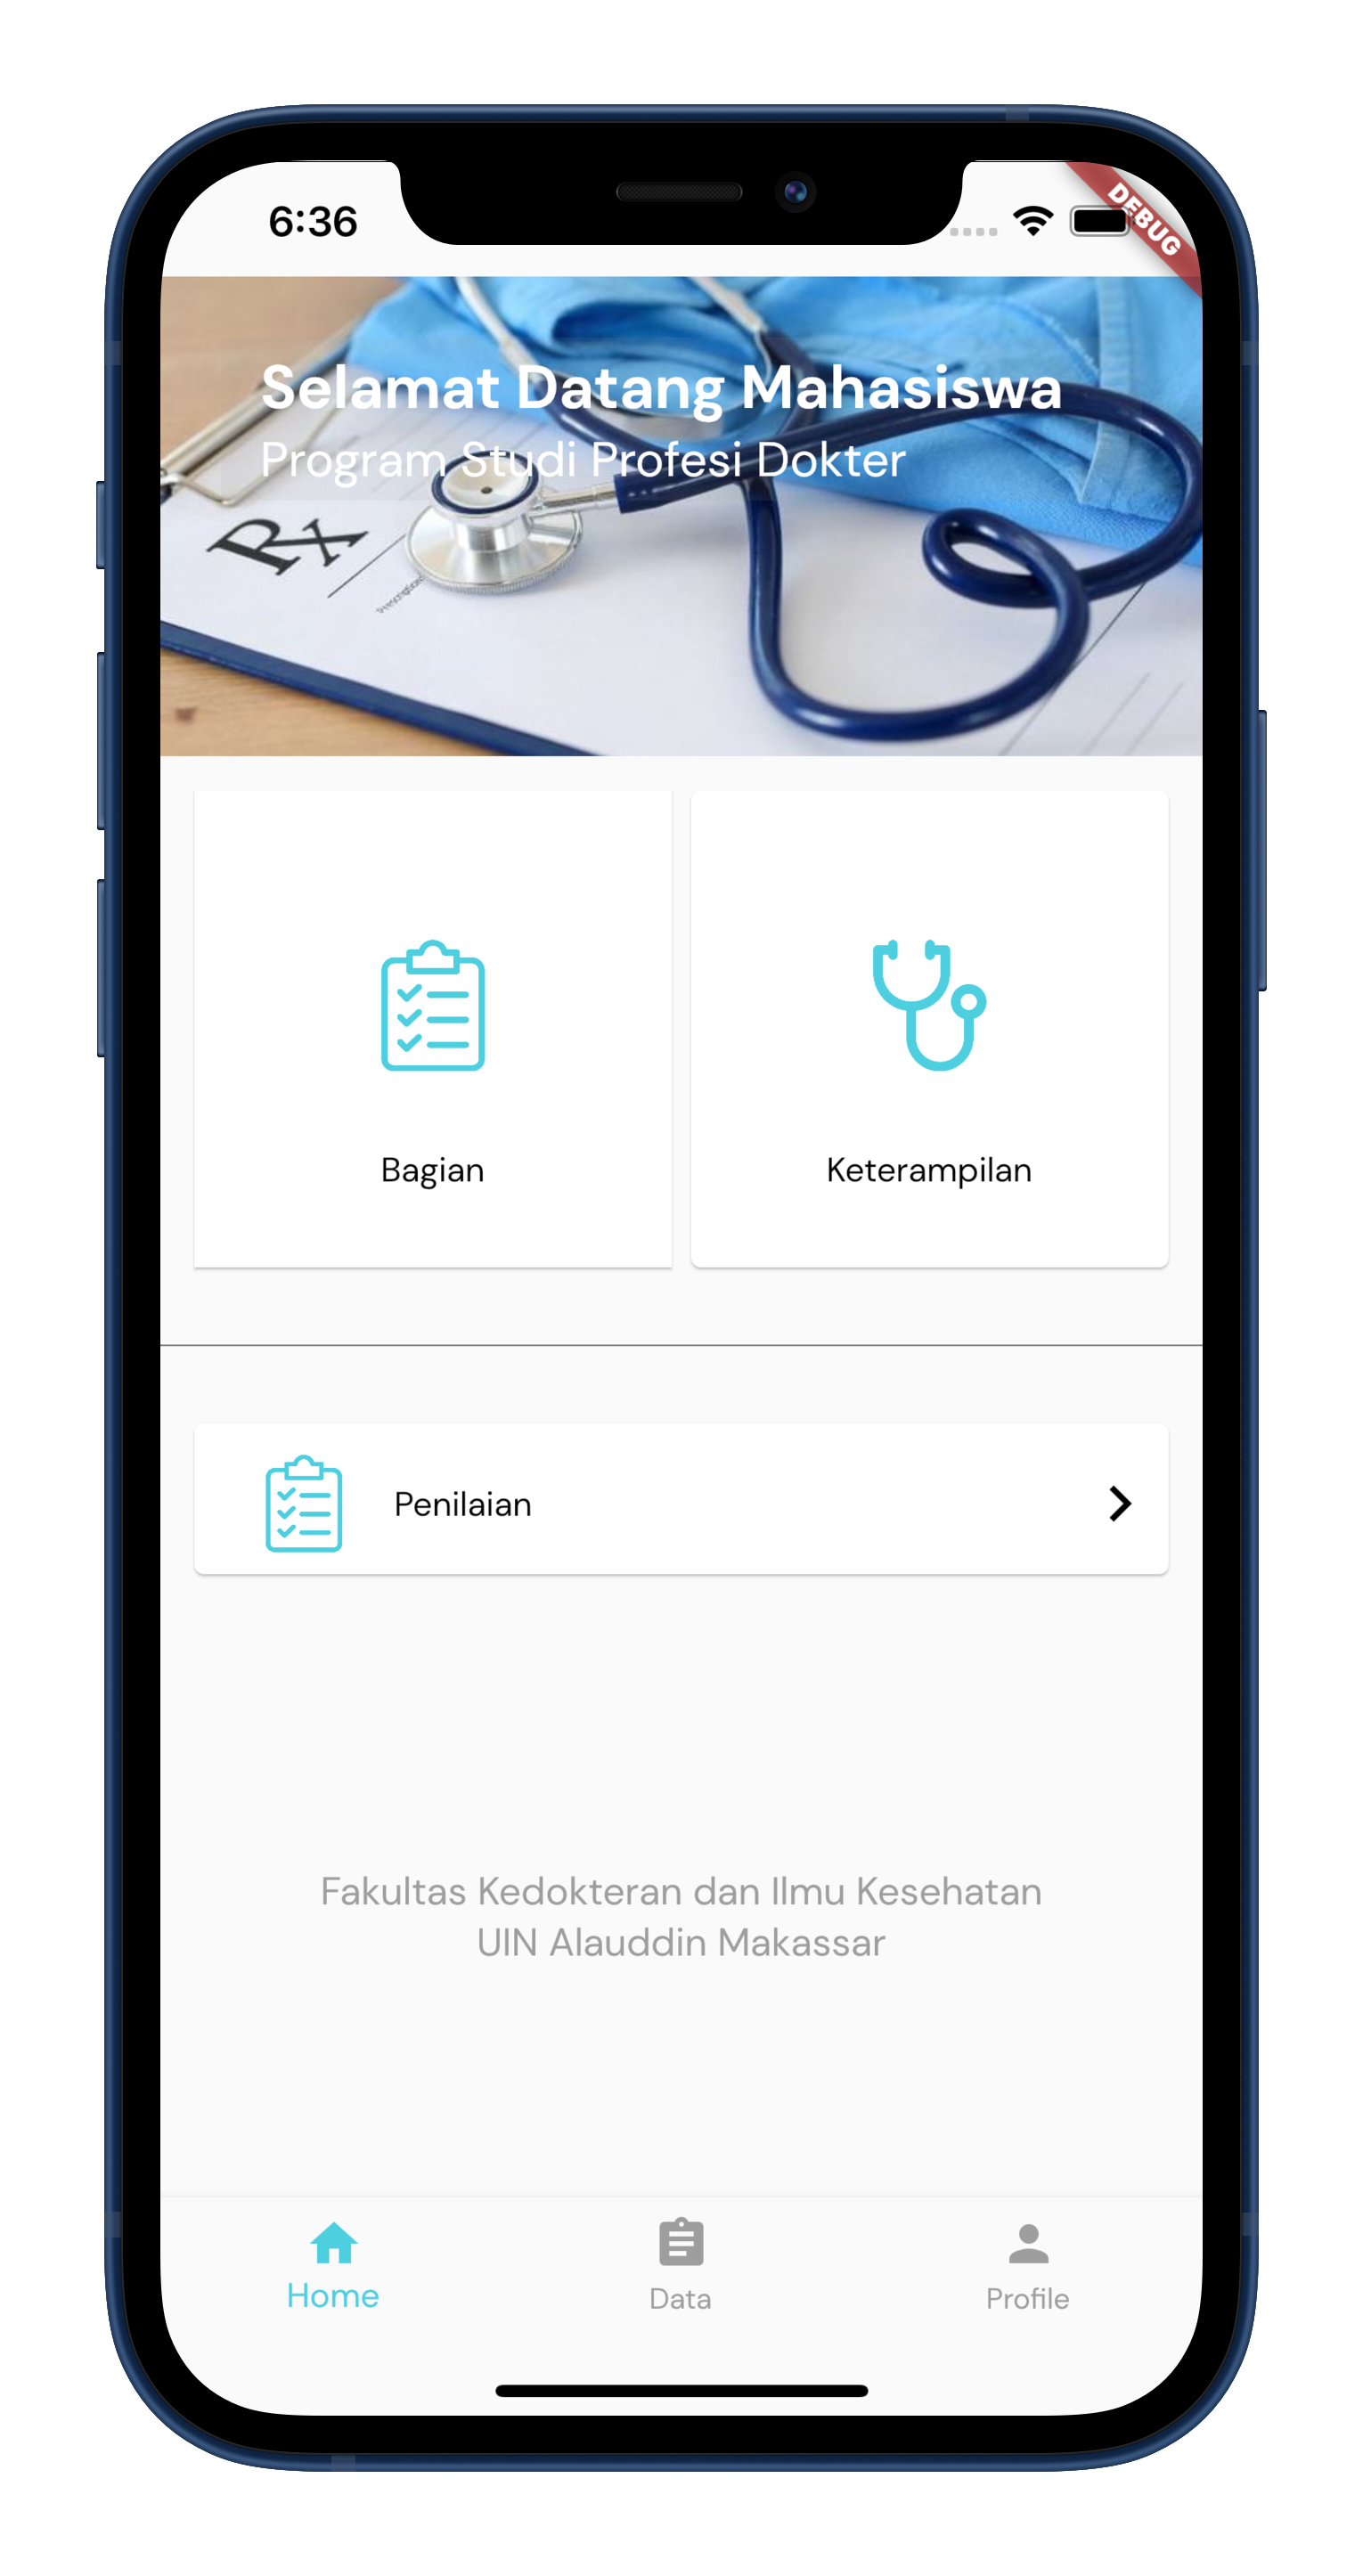 6:36
DEBUG
Selamat Datang Mahasiswa
Program Studi Profesi Dokter
Rx
Prescriptions
Bagian
Keterampilan
Penilaian
Fakultas Kedokteran dan Ilmu Kesehatan
UIN Alauddin Makassar
Home
Data
Profile